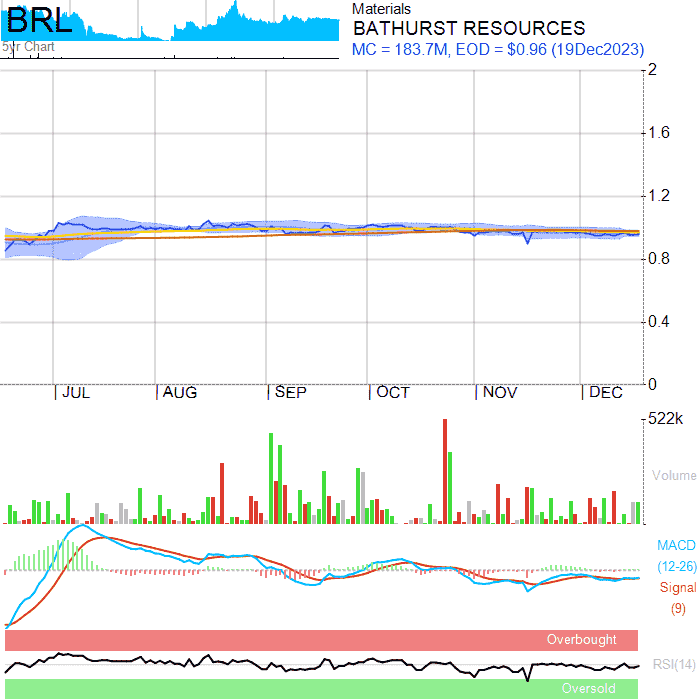 BRL
5yr Chart
Materials
BATHURST RESOURCES
MC = 183.7M, EOD = $0.96 (19Dec2023)
2
1.6
1.2
0.8
0.4
0
JUL AUG SEP OCT NOV DEC
522k
Volume
MACD
(12-26)
Signal
(9)
Overbought
RSI(14)
Oversold